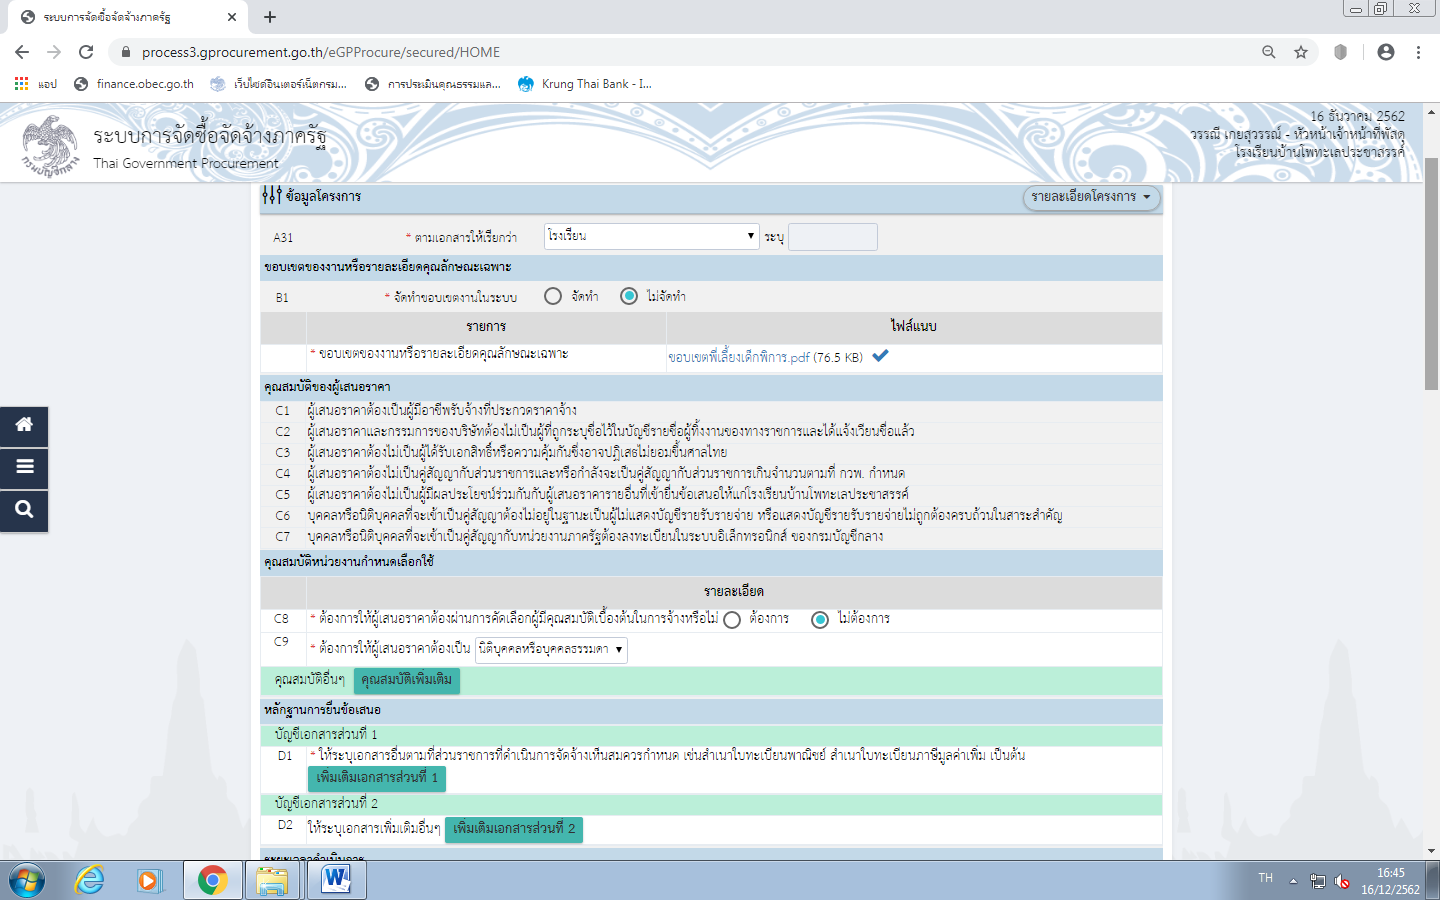 ระบบการจัดซื้อจัดจ้างภาครัฐ
process3.gprocurement.go.th/eGPProcure/secured/HOME
แอป finance.obec.go.th เว็บไซต์อินเตอร์เน็ตกรม... การประเมินคุณธรรมแล... Krung Thai Bank - I...
ระบบการจัดซื้อจัดจ้างภาครัฐ
Thai Government Procurement
16 ธันวาคม 2562
วรรณี เกยสุวรรณ์ - หัวหน้าเจ้าหน้าที่พัสดุ
โรงเรียนบ้านโพทะเลประชาสรรค์
ข้อมูลโครงการ รายละเอียดโครงการ
A31 * ตามเอกสารให้เรียกว่า โรงเรียน ระบุ
ขอบเขตของงานหรือรายละเอียดคุณลักษณะเฉพาะ
B1 * จัดทำขอบเขตงานในระบบ จัดทำ ไม่จัดทำ
รายการ ไฟล์แนบ
* ขอบเขตของงานหรือรายละเอียดคุณลักษณะเฉพาะ ขอบเขตพี่เลี้ยงเด็กพิการ.pdf (76.5 KB)
คุณสมบัติของผู้เสนอราคา
C1 ผู้เสนอราคาต้องเป็นผู้มีอาชีพรับจ้างที่ประกวดราคาจ้าง
C2 ผู้เสนอราคาและกรรมการของบริษัทต้องไม่เป็นผู้ที่ถูกระบุชื่อไว้ในบัญชีรายชื่อผู้ทิ้งงานของทางราชการและได้แจ้งเวียนชื่อแล้ว
C3 ผู้เสนอราคาต้องไม่เป็นผู้ได้รับเอกสิทธิ์หรือความคุ้มกันซึ่งอาจปฏิเสธไม่ยอมขึ้นศาลไทย
C4 ผู้เสนอราคาต้องไม่เป็นคู่สัญญากับส่วนราชการและหรือกำลังจะเป็นคู่สัญญากับส่วนราชการเกินจำนวนตามที่ กวพ. กำหนด
C5 ผู้เสนอราคาต้องไม่เป็นผู้มีผลประโยชน์ร่วมกันกับผู้เสนอราคารายอื่นที่เข้ายื่นข้อเสนอให้แก่โรงเรียนบ้านโพทะเลประชาสรรค์
C6 บุคคลหรือนิติบุคคลที่จะเข้าเป็นคู่สัญญาต้องไม่อยู่ในฐานะเป็นผู้ไม่แสดงบัญชีรายรับรายจ่าย หรือแสดงบัญชีรายรับรายจ่ายไม่ถูกต้องครบถ้วนในสาระสำคัญ
C7 บุคคลหรือนิติบุคคลที่จะเข้าเป็นคู่สัญญากับหน่วยงานภาครัฐต้องลงทะเบียนในระบบอิเล็กทรอนิกส์ ของกรมบัญชีกลาง
คุณสมบัติหน่วยงานกำหนดเลือกใช้
รายละเอียด
C8 * ต้องการให้ผู้เสนอราคาต้องผ่านการคัดเลือกผู้มีคุณสมบัติเบื้องต้นในการจ้างหรือไม่ ต้องการ ไม่ต้องการ
C9 * ต้องการให้ผู้เสนอราคาต้องเป็น นิติบุคคลหรือบุคคลธรรมดา
คุณสมบัติอื่นๆ คุณสมบัติเพิ่มเติม
หลักฐานการยื่นข้อเสนอ
บัญชีเอกสารส่วนที่ 1
D1 * ให้ระบุเอกสารอื่นตามที่ส่วนราชการที่ดำเนินการจัดจ้างเห็นสมควรกำหนด เช่นสำเนาใบทะเบียนพาณิชย์ สำเนาใบทะเบียนภาษีมูลค่าเพิ่ม เป็นต้น
เพิ่มเติมเอกสารส่วนที่ 1
บัญชีเอกสารส่วนที่ 2
D2 ให้ระบุเอกสารเพิ่มเติมอื่นๆ เพิ่มเติมเอกสารส่วนที่ 2
ระยะเวลาดำเนินการ
TH 16:45
16/12/2562